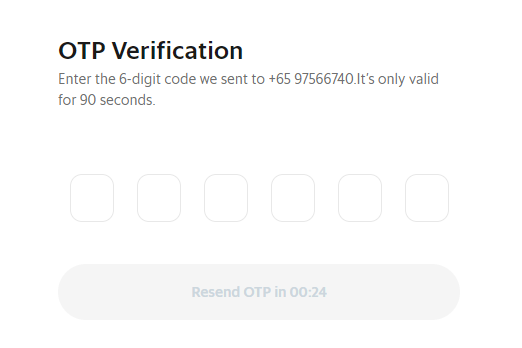 OTP Verification
Enter the 6-digit code we sent to +65 97566740.It's only valid
for 90 seconds.
Resend OTP in 00:24